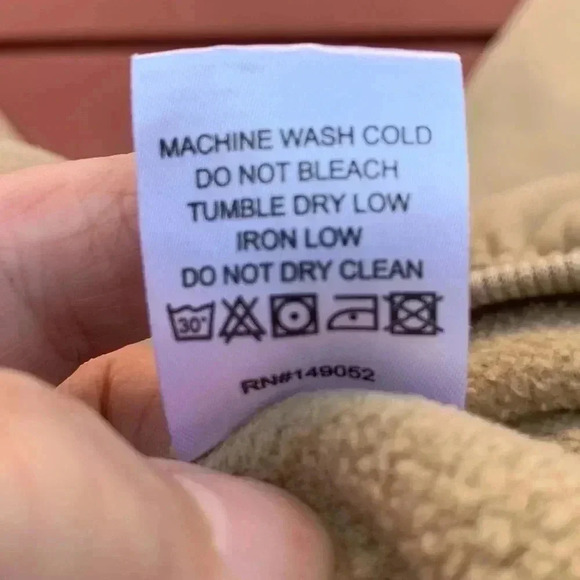 MACHINE WASH COLD
DO NOT BLEACH
TUMBLE DRY LOW
IRON LOW
DO NOT DRY CLEAN
30°
RN#149052